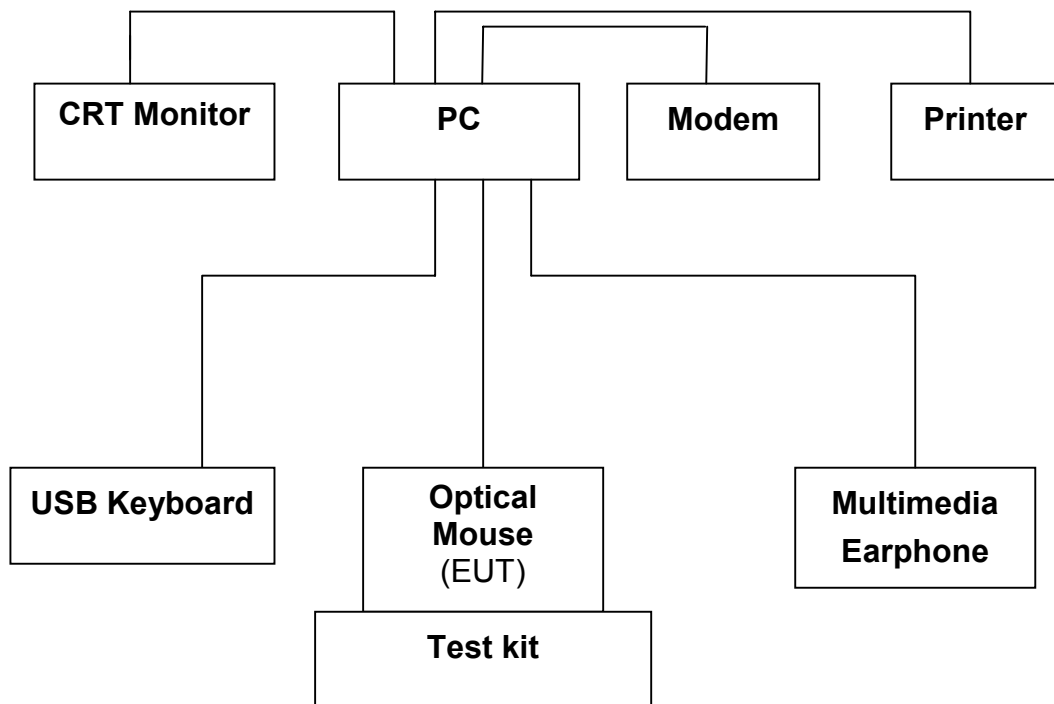 CRT Monitor
PC
Modem
Printer
USB Keyboard
Optical
Mouse
(EUT)
Multimedia
Earphone
Test kit